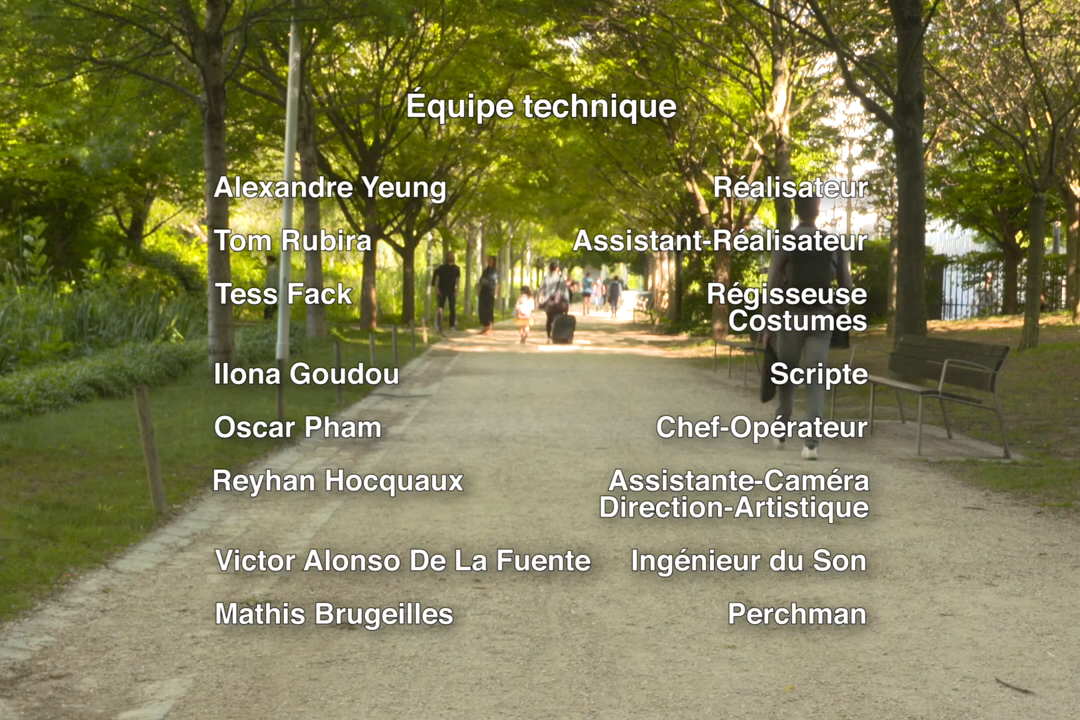 Équipe technique
Alexandre Yeung Réalisateur
Tom Rubira Assistant-Réalisateur
Tess Fack Régisseuse
Costumes
Ilona Goudou Scripte
Oscar Pham Chef-Opérateur
Reyhan Hocquaux Assistante-Caméra
Direction-Artistique
Victor Alonso De La Fuente Ingénieur du Son
Mathis Brugeilles Perchman